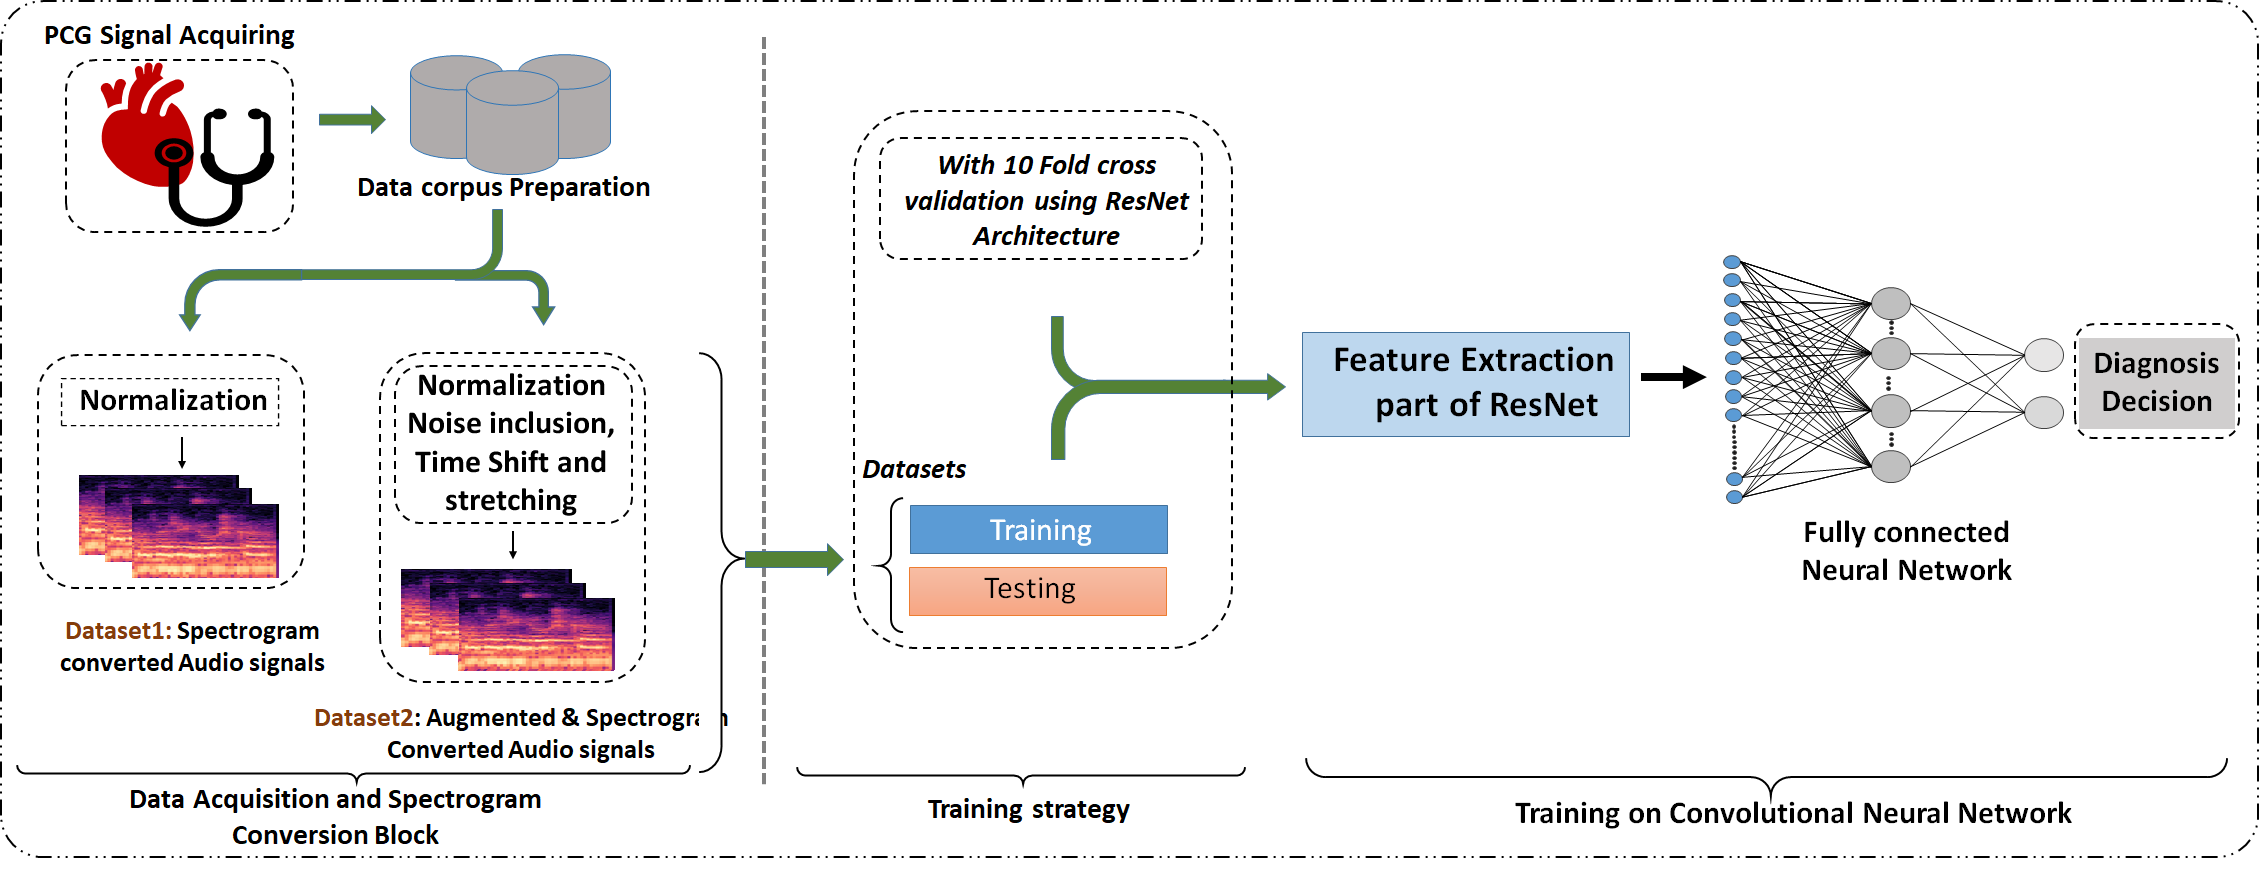 PCG Signal Acquiring
Data corpus Preparation
Normalization
Normalization
Noise inclusion,
Time Shift and
stretching
Dataset1: Spectrogram
converted Audio signals
Dataset2: Augmented & Spectrogram
Converted Audio signals
Data Acquisition and Spectrogram
Conversion Block
With 10 Fold cross
validation using ResNet
Architecture
Datasets
Training
Testing
Training strategy
Feature Extraction
part of ResNet
Fully connected
Neural Network
Diagnosis
Decision
Training on Convolutional Neural Network